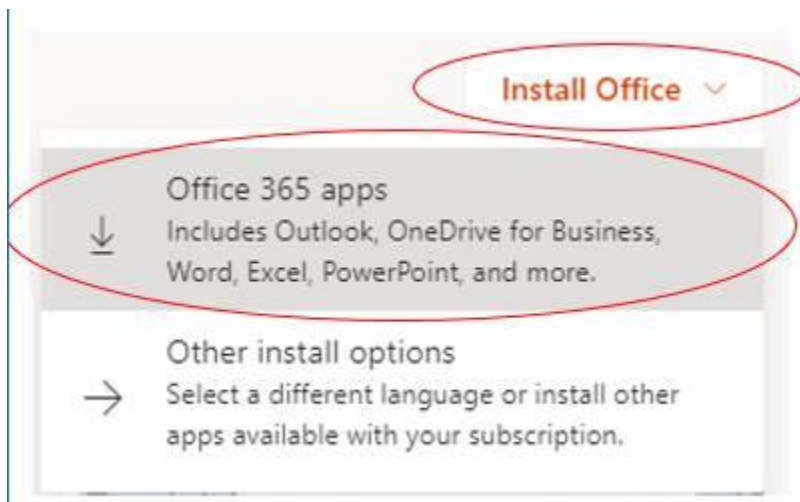 Install Office
Office 365 apps
Includes Outlook, OneDrive for Business,
Word, Excel, PowerPoint, and more.
Other install options
Select a different language or install other
apps available with your subscription.